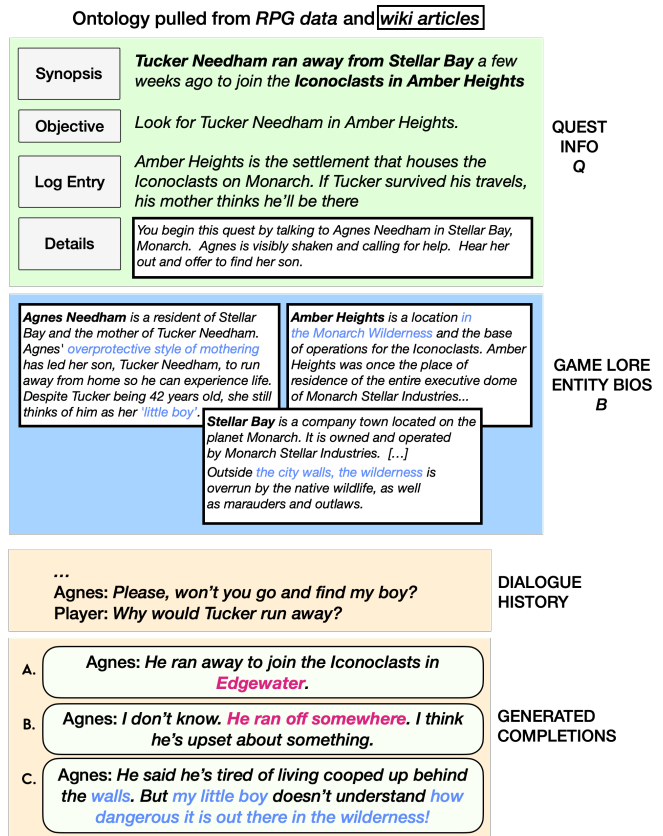 Ontology pulled from RPG data and wiki articles
Synopsis
Tucker Needham ran away from Stellar Bay a few
weeks ago to join the Iconoclasts in Amber Heights
Objective
Look for Tucker Needham in Amber Heights.
Log Entry
Amber Heights is the settlement that houses the
Iconoclasts on Monarch. If Tucker survived his travels,
his mother thinks he'll be there
Details
You begin this quest by talking to Agnes Needham in Stellar Bay,
Monarch. Agnes is visibly shaken and calling for help. Hear her
out and offer to find her son.
QUEST
INFO
Q
Agnes Needham is a resident of Stellar
Bay and the mother of Tucker Needham.
Agnes' overprotective style of mothering
has led her son, Tucker Needham, to run
away from home so he can experience life.
Despite Tucker being 42 years old, she still
thinks of him as her 'little boy'.
Amber Heights is a location in
the Monarch Wilderness and the base
of operations for the Iconoclasts. Amber
Heights was once the place of
residence of the entire executive dome
of Monarch Stellar Industries...
Stellar Bay is a company town located on the
planet Monarch. It is owned and operated
by Monarch Stellar Industries. [...]
Outside the city walls, the wilderness is
overrun by the native wildlife, as well
as marauders and outlaws.
GAME LORE
ENTITY BIOS
B
...
Agnes: Please, won't you go and find my boy?
Player: Why would Tucker run away?
DIALOGUE
HISTORY
A.
Agnes: He ran away to join the Iconoclasts in
Edgewater.
B.
Agnes: I don't know. He ran off somewhere. I think
he's upset about something.
C.
Agnes: He said he's tired of living cooped up behind
the walls. But my little boy doesn't understand how
dangerous it is out there in the wilderness!
GENERATED
COMPLETIONS